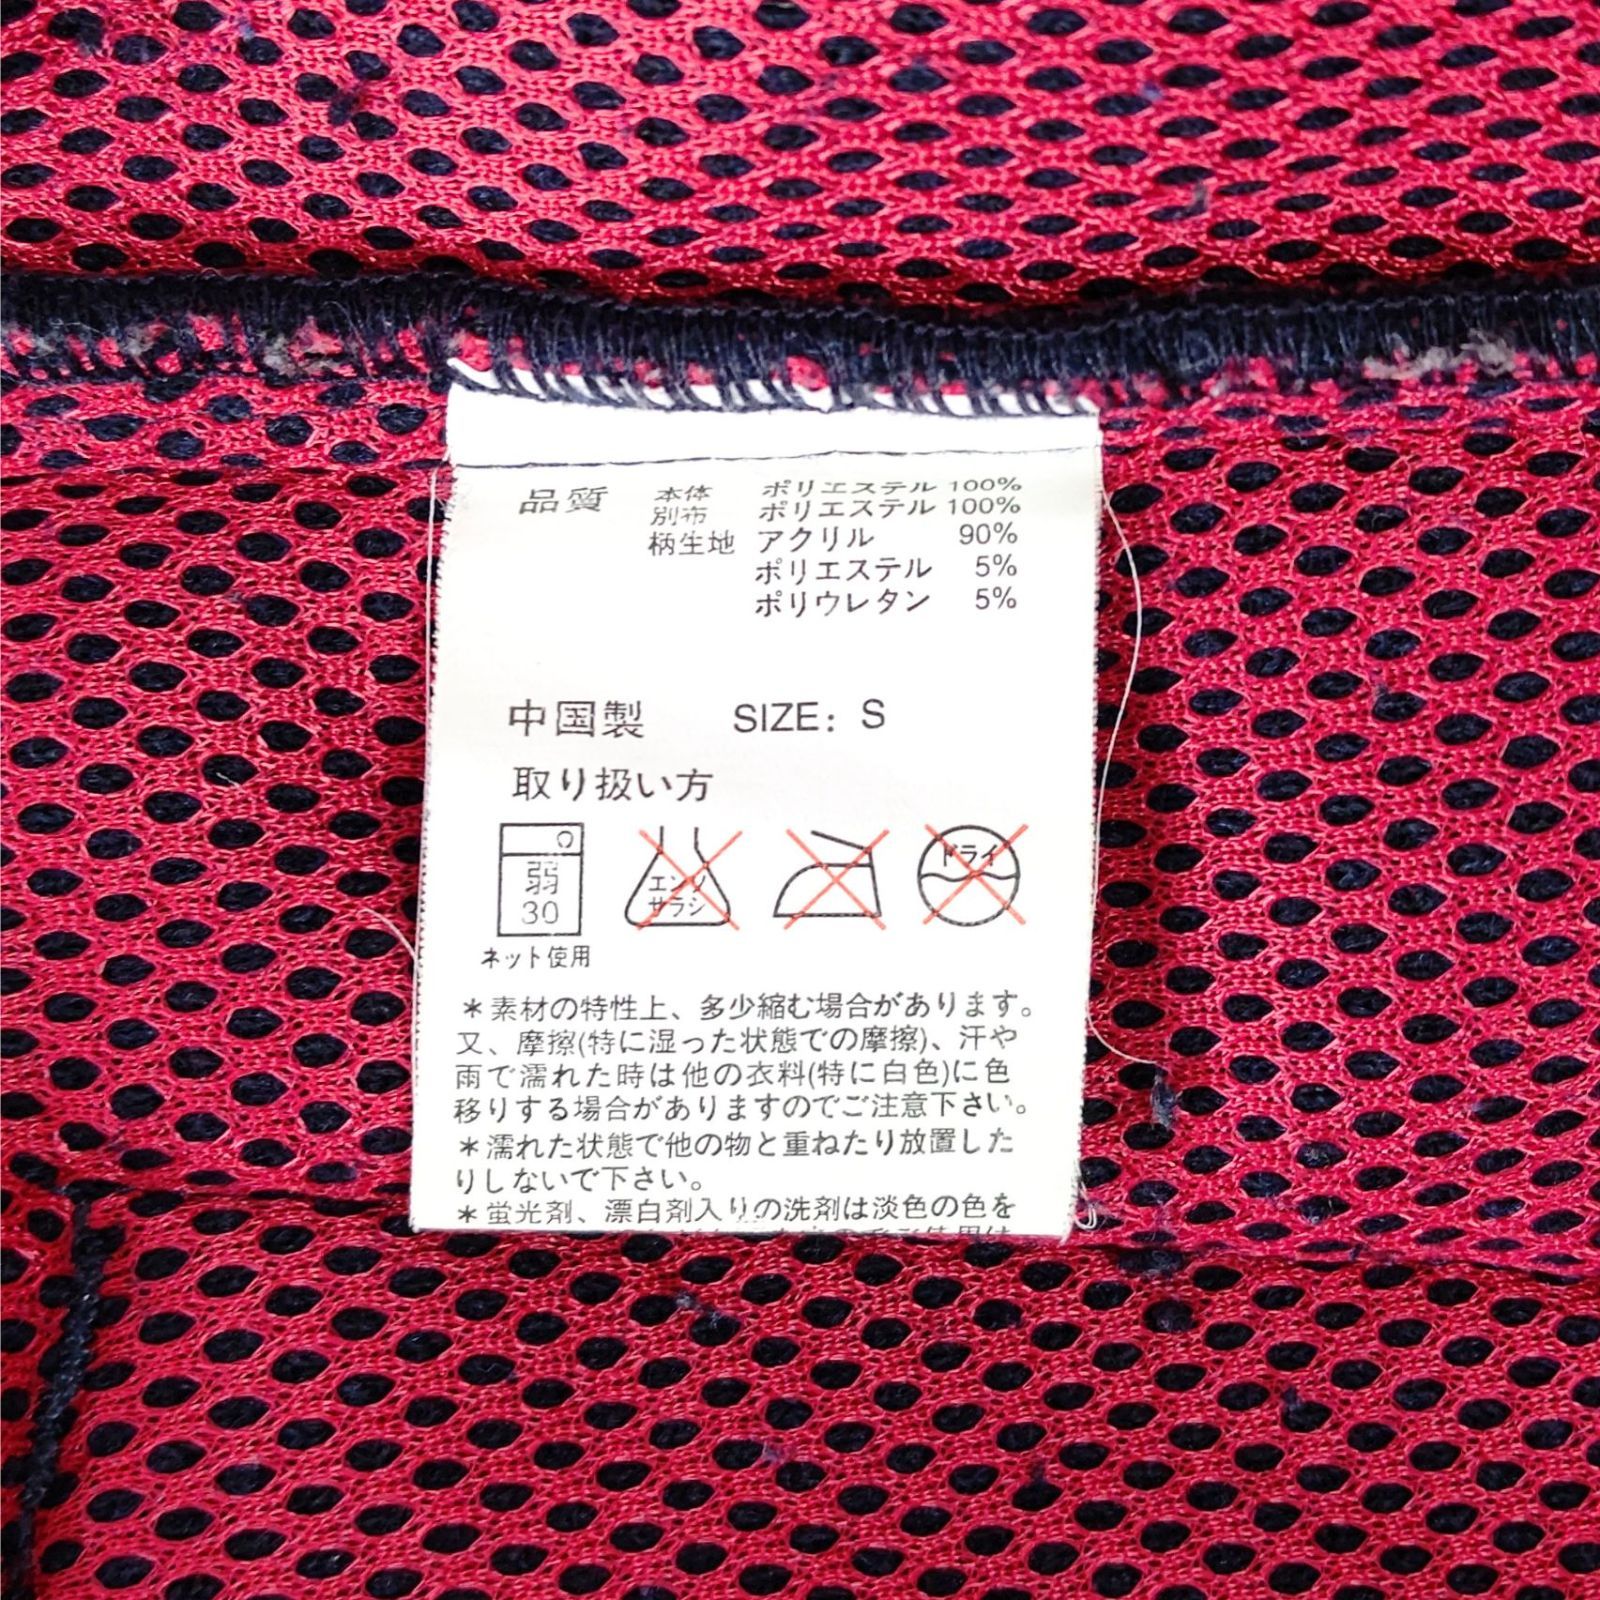 品質 本体 ポリエステル 100%
別布 ポリエステル 100%
柄生地 アクリル 90%
ポリエステル 5%
ポリウレタン 5%
中国製 SIZE: S
取り扱い方
弱 エンソ ドライ
30 サラシ
ネット使用
＊素材の特性上、多少縮む場合があります。
又、摩擦(特に湿った状態での摩擦)、汗や
雨で濡れた時は他の衣料(特に白色)に色
移りする場合がありますのでご注意下さい。
＊濡れた状態で他の物と重ねたり放置した
りしないで下さい。
＊蛍光剤、漂白剤入りの洗剤は淡色の色を